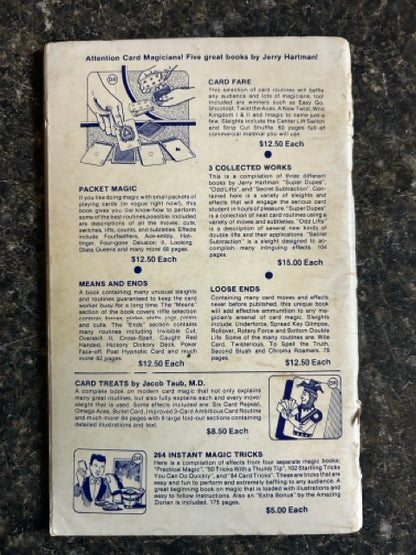 Attention Card Magicians! Five great books by Jerry Hartman!
CARD FARE
This selection of card routines will baffle
any audience and lots of magicians, too!
Included are winners such as Easy Go,
Shootout, Twist the Aces, A New Twist, Wild
Kingdom I & II and Image to name just a
few. Sleights include the Center Lift Switch
and Strip Cut Shuffle. 60 pages full of
commercial material you will use.
$12.50 Each
3 COLLECTED WORKS
This is a compilation of three different
books by Jerry Hartman: "Super Dupes",
"Odd Lifts", and "Secret Subtraction". Con-
tained here is a variety of sleights and
effects that will engage the serious card
student in hours of pleasure. "Super Dupes"
is a collection of neat card routines using a
variety of moves and subtleties. "Odd Lifts"
is a description of several new kinds of
double lifts and their applications. "Secret
Subtraction" is a sleight designed to ac-
complish many intriguing effects. 104
pages.
$15.00 Each
PACKET MAGIC
If you like doing magic with small packets of
playing cards (in vogue right now), this
book gives you the know-how to perform
some of the best routines possible. Included
are descriptions of all the moves, cuts,
switches, lifts, counts, and subtleties. Effects
include Fourtellthers, Ace-embly, Hot-
finger, Four-gone Delusion II, Looking
Glass Queens and many more! 68 pages.
$12.50 Each
MEANS AND ENDS
A book containing many unusual sleights
and routines guaranteed to keep the card
worker busy for a long time. The "Means"
section of the book covers riffle selection
controls, forces, glides, shifts, jogs, palms
and culls. The "Ends" section contains
many routines including Invisible Cut,
Overskill II, Cross-Spell, Caught Red
Handed, Hickory Dickory Deck, Poker
Face-off, Post Hypnotic Card and much
more! 82 pages.
$12.50 Each
LOOSE ENDS
Containing many card moves and effects
never before published, this unique book
will add effective ammunition to any ma-
gician's arsenal of card magic. Sleights
include: Underforce, Spread Key Glimpse,
Rollover, Rotary Force and Bottom Double
Life. Some of the many routines are: Wile
Card, Twisterious, To Spell the Truth,
Second Blush and Chroma Roamers. 79
pages.
$12.50 Each
CARD TREATS by Jacob Taub, M.D.
A complete book on modern card magic that not only explains
many great routines, but also fully explains each and every move/
sleight that is used. Some effects included are: Six Card Repeat,
Omega Aces, Bullet Card, Improved 3-Card Ambitious Card Routine
and much more! 84 pages with 9 large fold-out sections containing
detailed illustrations and text.
$8.50 Each
264 INSTANT MAGIC TRICKS
Here is a compilation of effects from four separate magic books;
"Practical Magic", "50 Tricks With a Thumb Tip", 102 Startling Tricks
You Can Do Quickly", and "84 Card Tricks". These are tricks that are
easy and fun to perform and extremely baffling to any audience. A
great beginning book on magic that is loaded with illustrations and
easy to follow instructions. Also an "Extra Bonus" by the Amazing
Dorian is included. 175 pages.
$5.00 Each